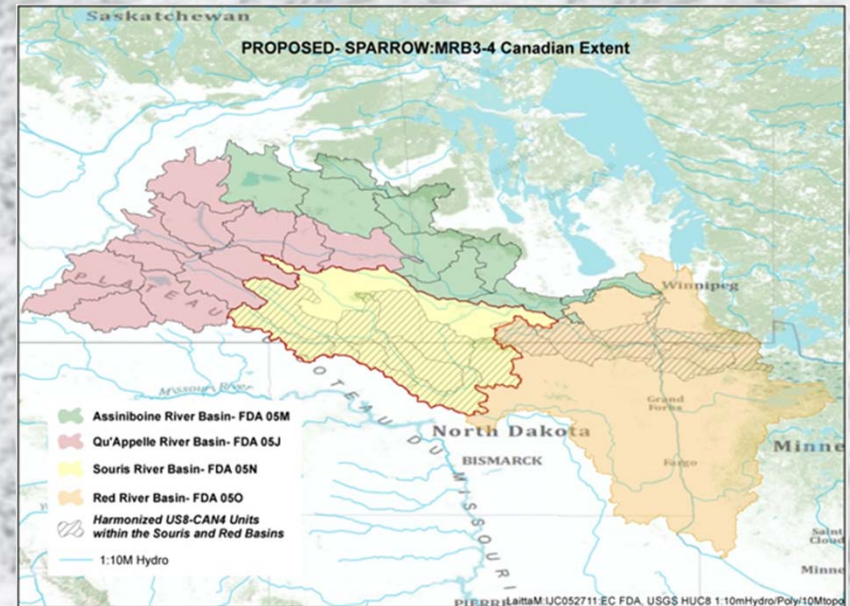 Saskatchewan
PROPOSED- SPARROW:MRB3-4 Canadian Extent
Winnipeg
PLATEAU
Missouri River
COTEAU DU MISSOURI
Grand
Forks
North Dakota
Minne
BISMARCK
Fargo
Assiniboine River Basin- FDA 05M
Qu'Appelle River Basin- FDA 05J
Souris River Basin- FDA 05N
Red River Basin- FDA 05O
Harmonized US8-CAN4 Units
within the Souris and Red Basins
1:10M Hydro
Saint
Cloud
Minne
PIERRE
LaittaM:IJC052711:EC FDA, USGS HUC8 1:10mHydro/Poly/10Mtopo